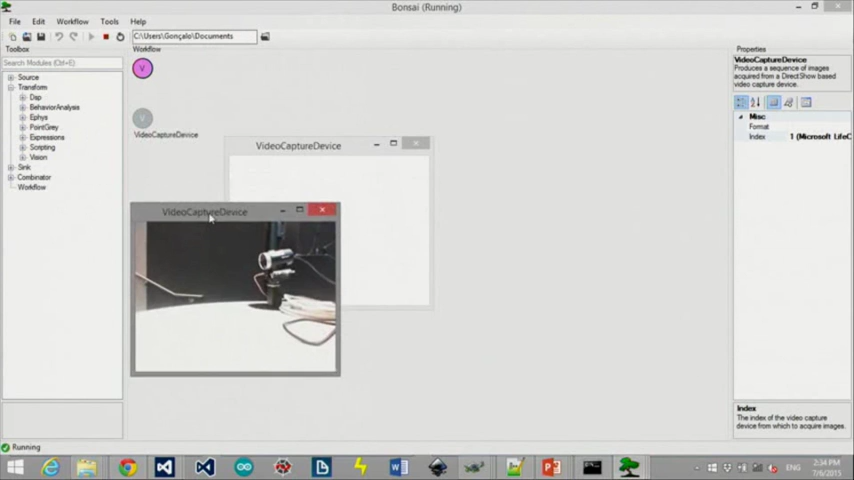 Bonsai (Running)
File Edit Workflow Tools Help
C:\Users\Gonçalo\Documents
Toolbox
Workflow
Properties
Search Modules (Ctrl+E)
Source
Transform
Dsp
BehaviorAnalysis
Ephys
PointGrey
Expressions
Scripting
Vision
Sink
Combinator
Workflow
V
V
VideoCaptureDevice
VideoCaptureDevice
VideoCaptureDevice
VideoCaptureDevice
Produces a sequence of images
acquired from a DirectShow based
video capture device.
Misc
Format
Index 1 (Microsoft LifeC
Index
The index of the video capture
device from which to acquire images.
Running
ENG
2:34 PM
7/6/2015